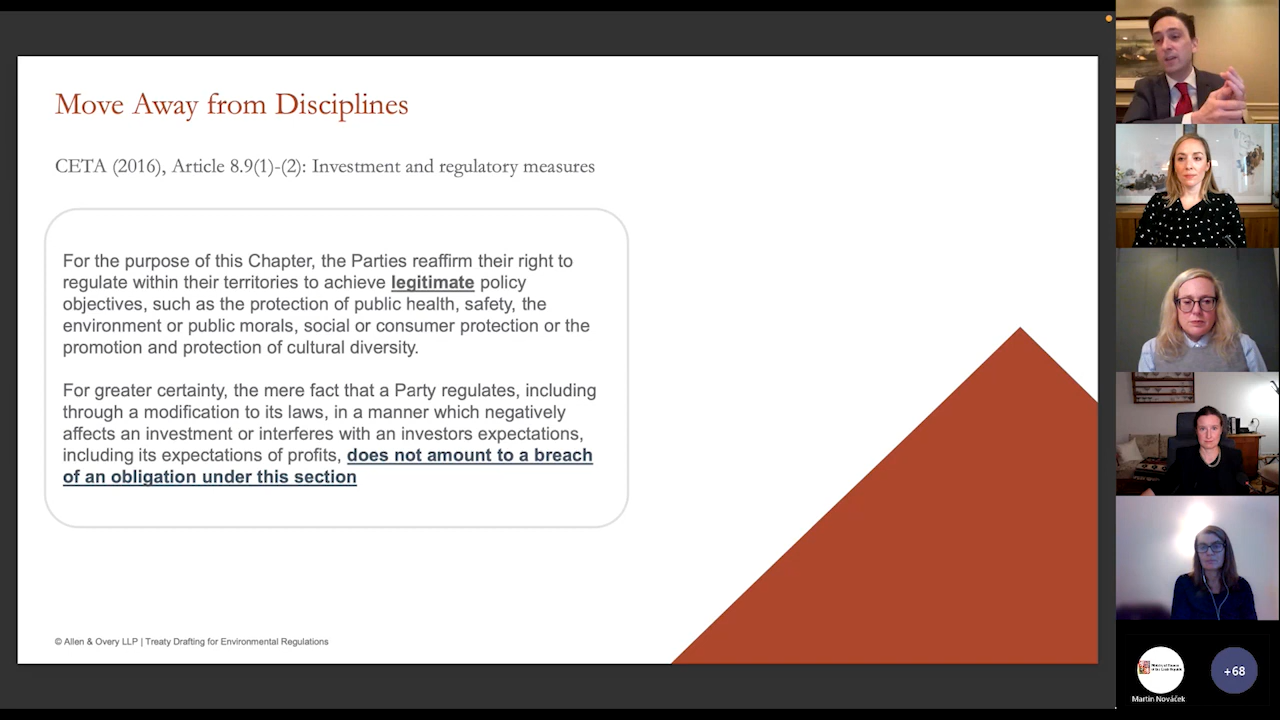 Move Away from Disciplines
CETA (2016), Article 8.9(1)-(2): Investment and regulatory measures
For the purpose of this Chapter, the Parties reaffirm their right to
regulate within their territories to achieve legitimate policy
objectives, such as the protection of public health, safety, the
environment or public morals, social or consumer protection or the
promotion and protection of cultural diversity.
For greater certainty, the mere fact that a Party regulates, including
through a modification to its laws, in a manner which negatively
affects an investment or interferes with an investors expectations,
including its expectations of profits, does not amount to a breach
of an obligation under this section
© Allen & Overy LLP | Treaty Drafting for Environmental Regulations
+68
Martin Nováček